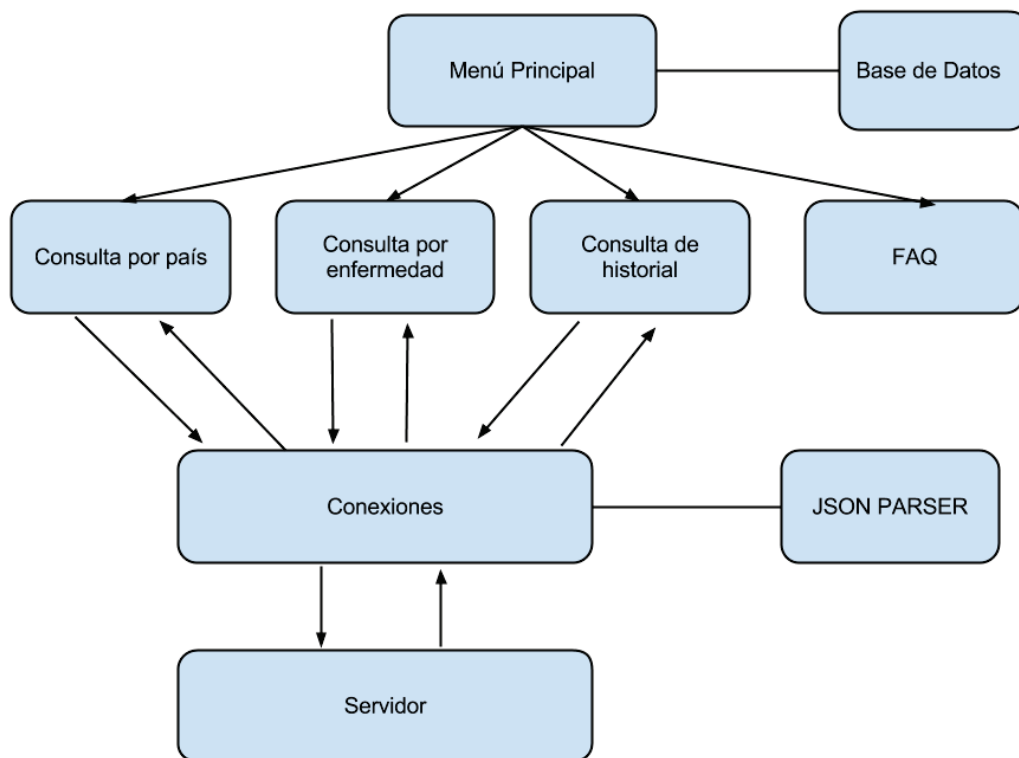 Menú Principal
Base de Datos
Consulta por país
Consulta por
enfermedad
Consulta de
historial
FAQ
Conexiones
JSON PARSER
Servidor